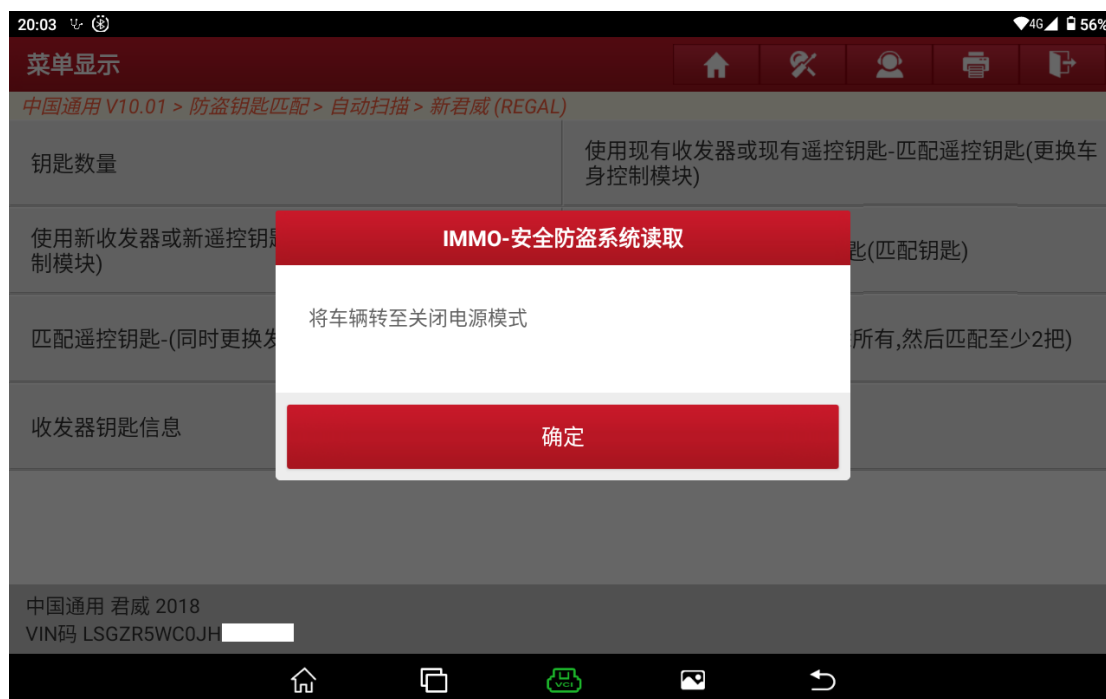 20:03
4G 56%
菜单显示
中国通用 V10.01 > 防盗钥匙匹配 > 自动扫描 > 新君威 (REGAL)
钥匙数量
使用现有收发器或现有遥控钥匙-匹配遥控钥匙(更换车
身控制模块)
使用新收发器或新遥控钥
制模块)
匙(匹配钥匙)
IMMO-安全防盗系统读取
将车辆转至关闭电源模式
确定
匹配遥控钥匙-(同时更换发
所有,然后匹配至少2把)
收发器钥匙信息
中国通用 君威 2018
VIN码 LSGZR5WC0JH
VCI